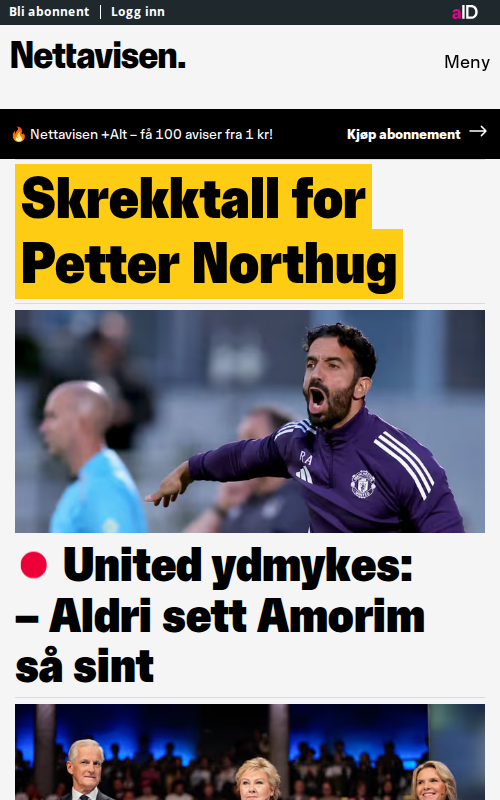 Bli abonnent | Logg inn
aID
Nettavisen.
Meny
🔥 Nettavisen +Alt – få 100 aviser fra 1 kr!
Kjøp abonnement →
Skrekktall for
Petter Northug
RA
United ydmykes:
– Aldri sett Amorim
så sint